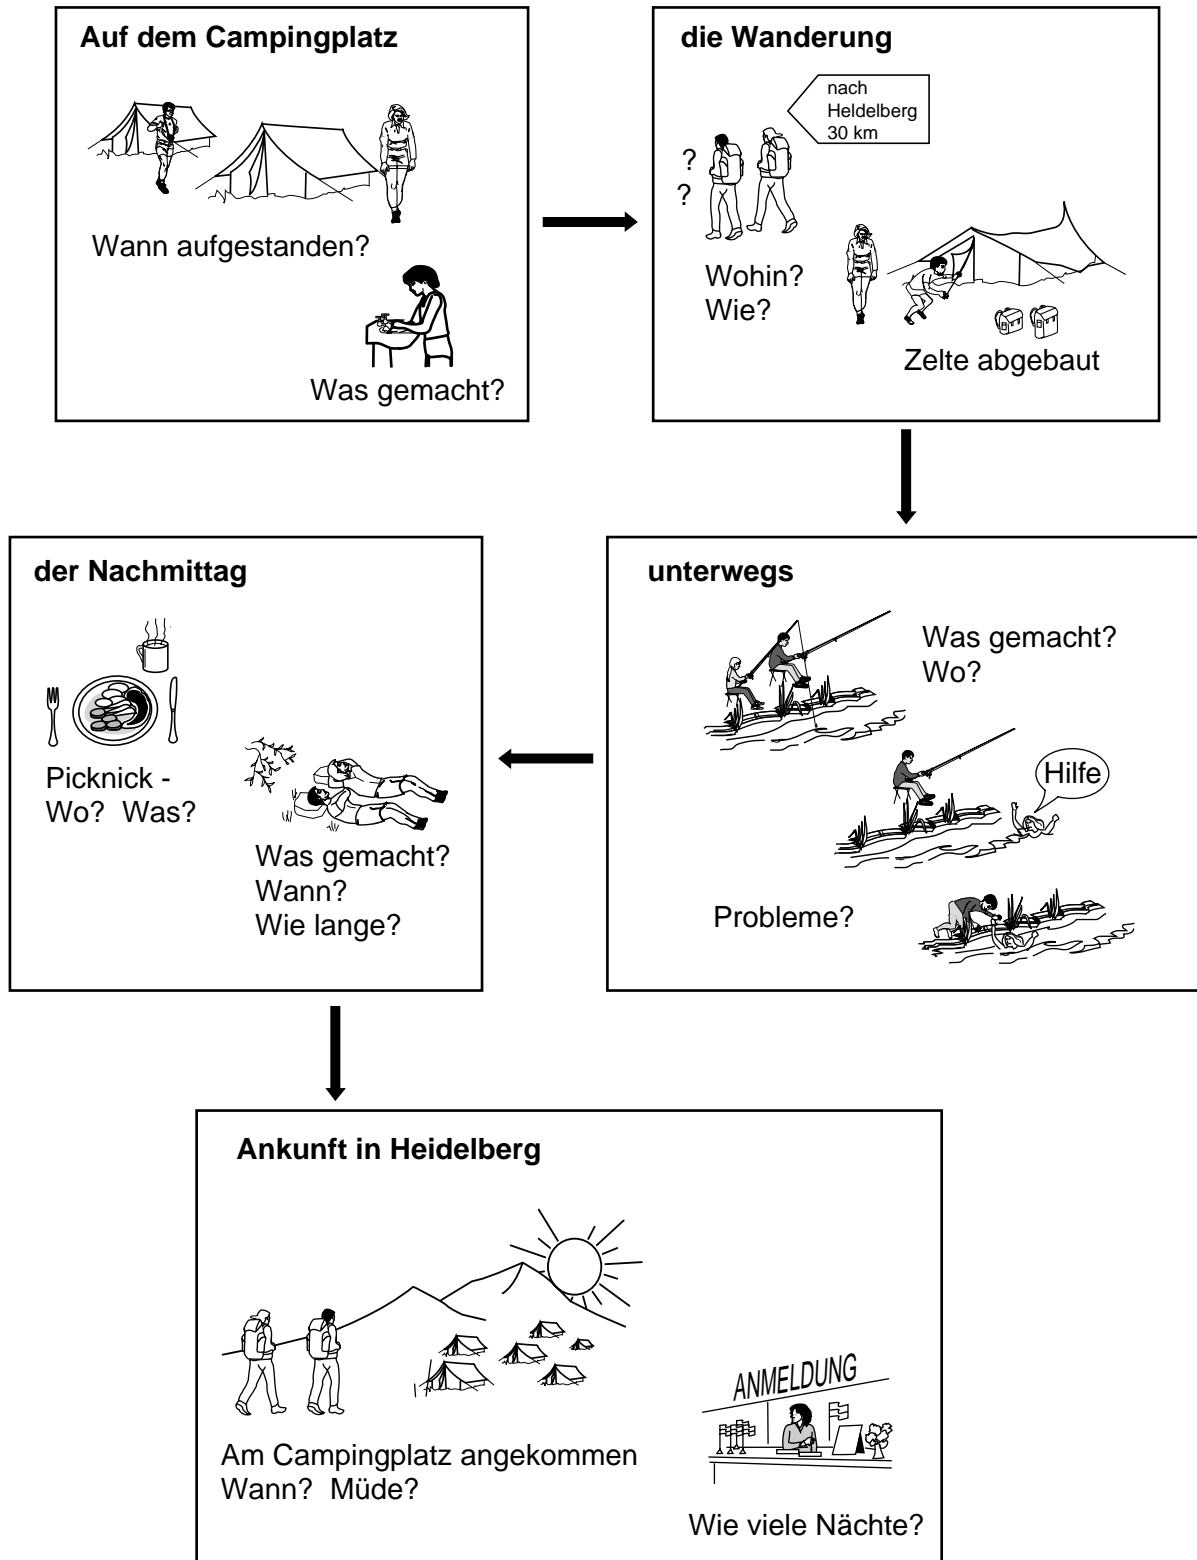 Auf dem Campingplatz
Wann aufgestanden?
Was gemacht?
die Wanderung
nach
Heldelberg
30 km
?
?
Wohin?
Wie?
Zelte abgebaut
unterwegs
Was gemacht?
Wo?
Hilfe
Probleme?
der Nachmittag
Picknick -
Wo? Was?
Was gemacht?
Wann?
Wie lange?
Ankunft in Heidelberg
Am Campingplatz angekommen
Wann? Müde?
ANMELDUNG
Wie viele Nächte?